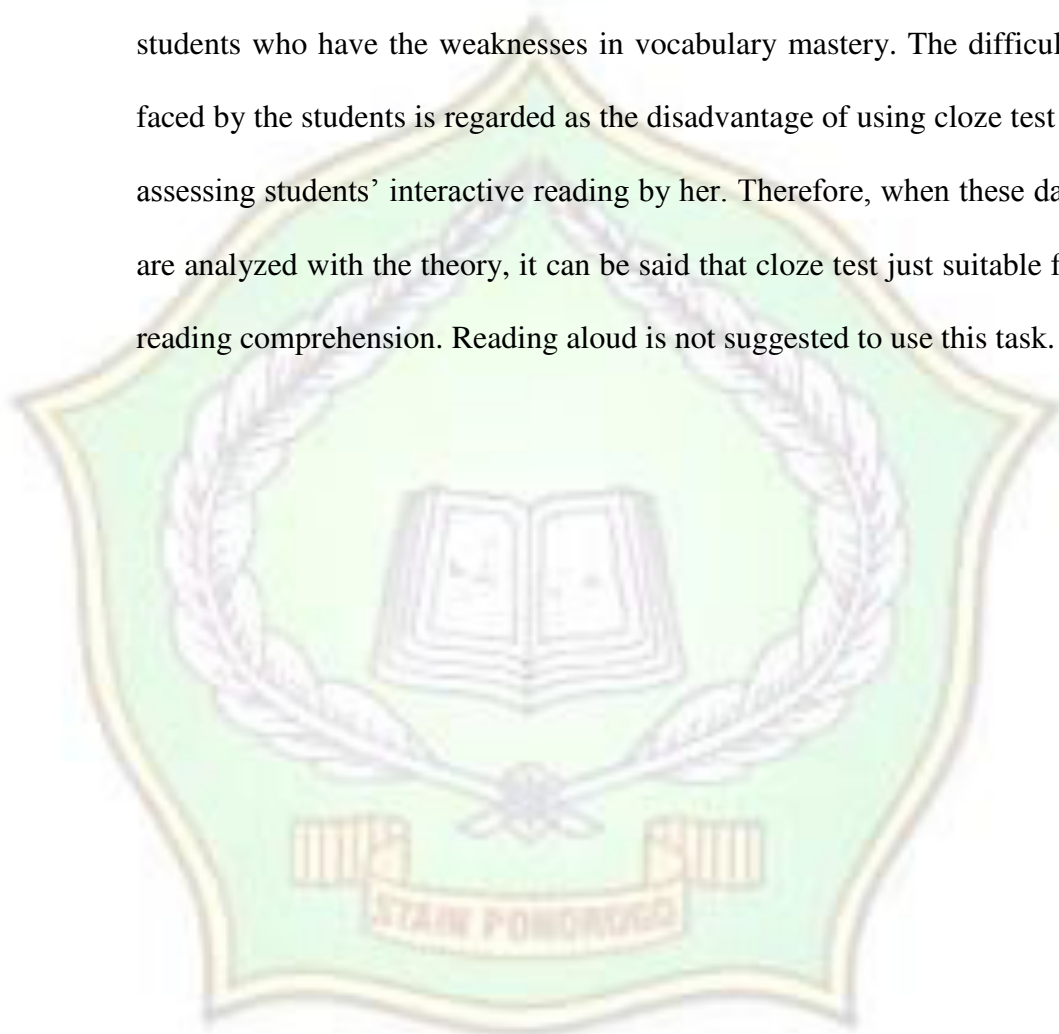 students who have the weaknesses in vocabulary mastery. The difficul
faced by the students is regarded as the disadvantage of using cloze test
assessing students’ interactive reading by her. Therefore, when these da
are analyzed with the theory, it can be said that cloze test just suitable f
reading comprehension. Reading aloud is not suggested to use this task.
STAIN PONOROGO